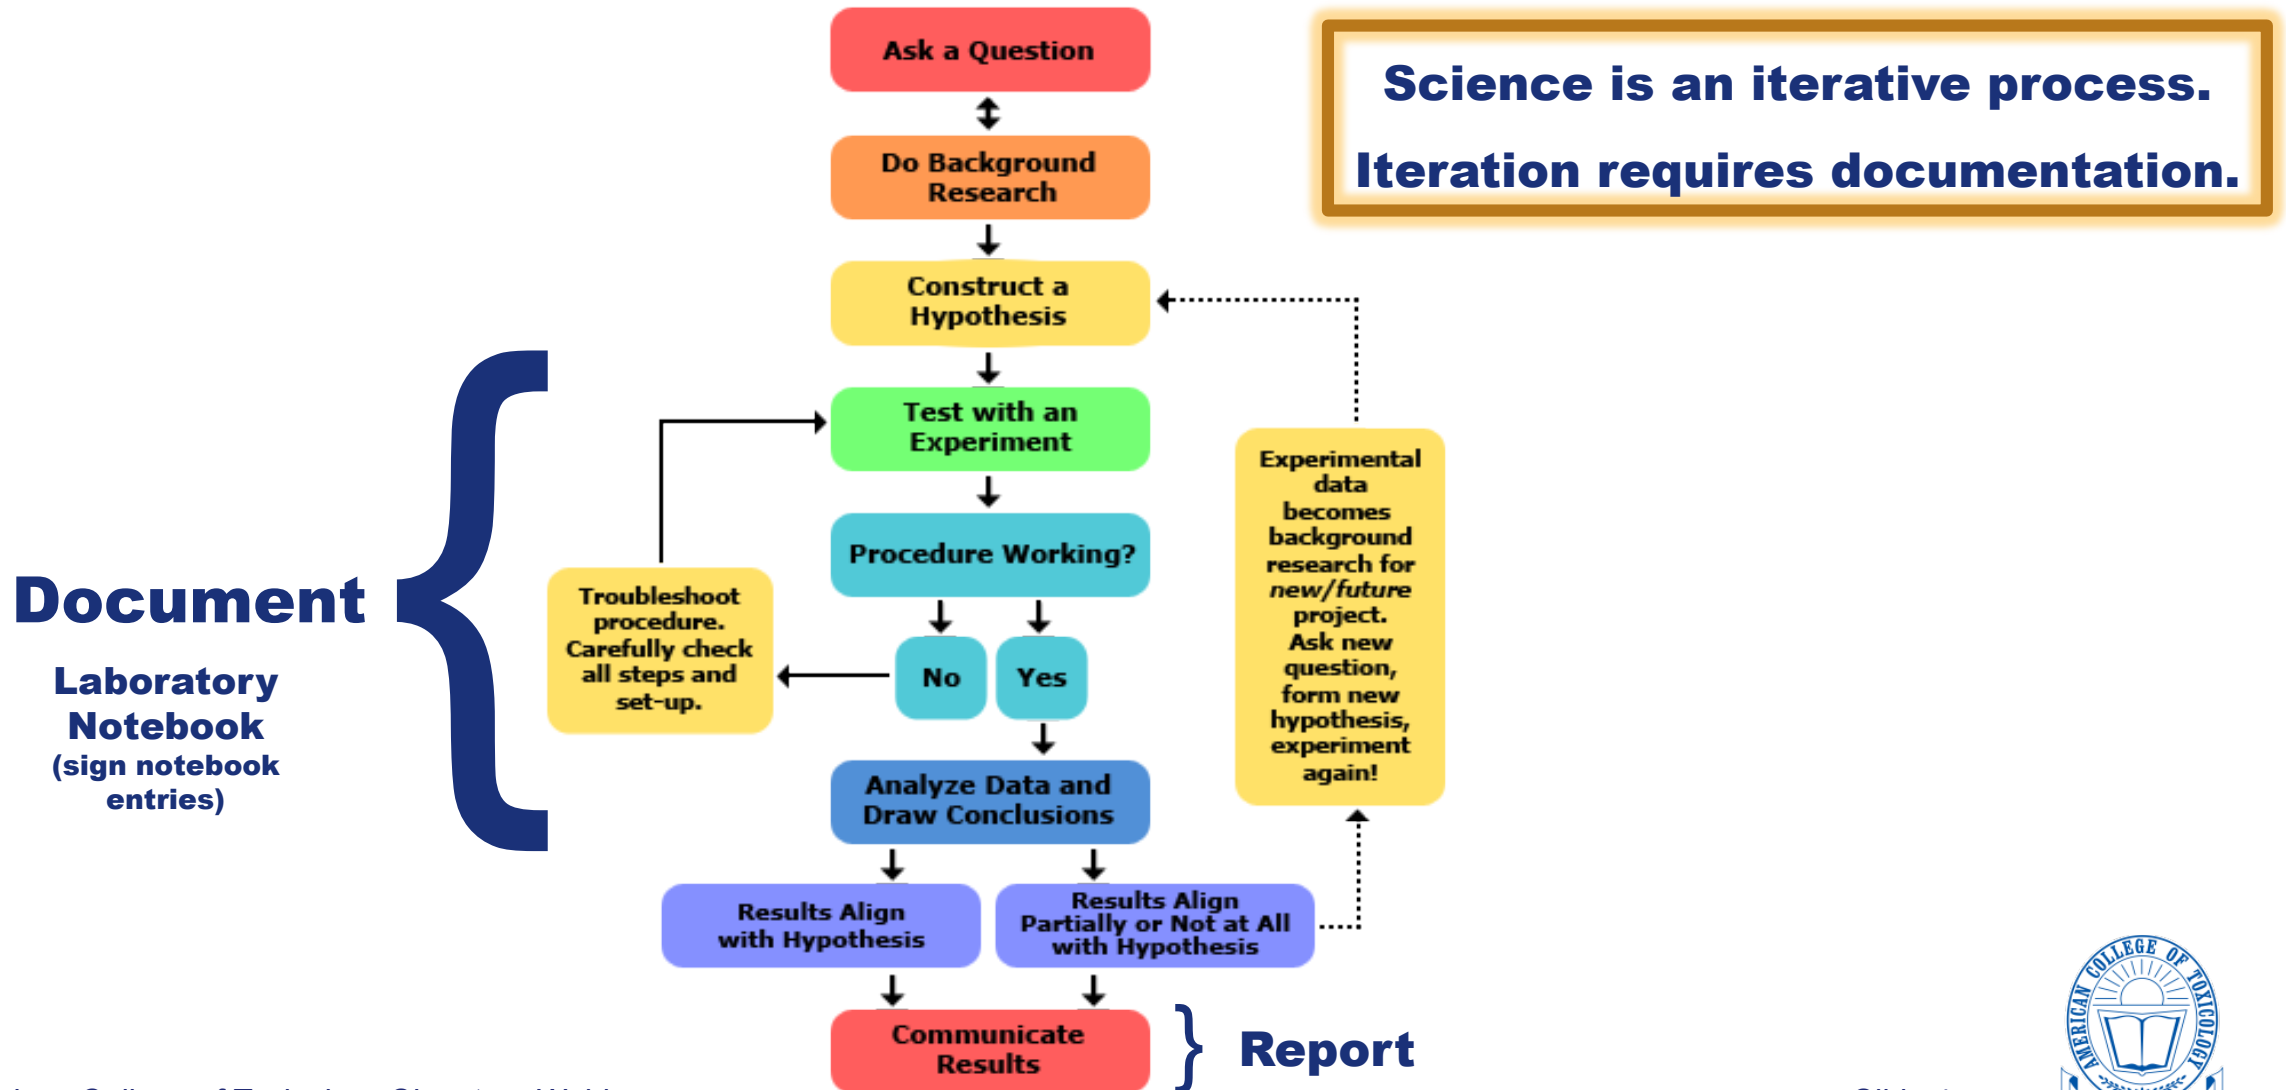 Ask a Question
Science is an iterative process.
Iteration requires documentation.
Do Background
Research
Construct a
Hypothesis
Test with an
Experiment
Procedure Working?
No
Yes
Troubleshoot
procedure.
Carefully check
all steps and
set-up.
Experimental
data
becomes
background
research for
new/future
project.
Ask new
question,
form new
hypothesis,
experiment
again!
Document
Laboratory
Notebook
(sign notebook
entries)
Analyze Data and
Draw Conclusions
Results Align
with Hypothesis
Results Align
Partially or Not at All
with Hypothesis
Communicate
Results
Report
AMERICAN COLLEGE OF TOXICOLOGY